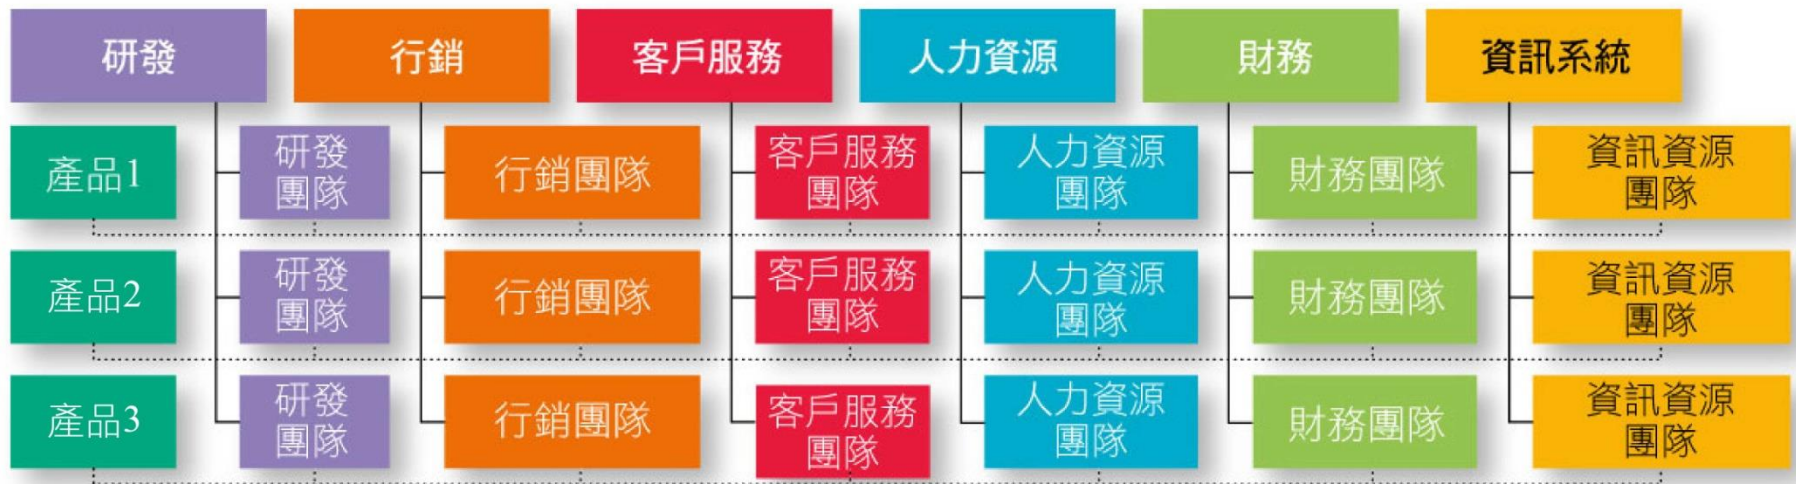 研發
行銷
客戶服務
人力資源
財務
資訊系統
產品1
研發
團隊
行銷團隊
客戶服務
團隊
人力資源
團隊
財務團隊
資訊資源
團隊
產品2
研發
團隊
行銷團隊
客戶服務
團隊
人力資源
團隊
財務團隊
資訊資源
團隊
產品3
研發
團隊
行銷團隊
客戶服務
團隊
人力資源
團隊
財務團隊
資訊資源
團隊